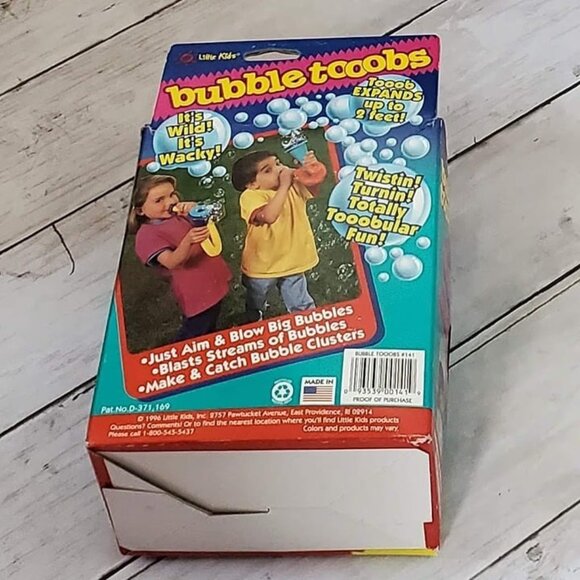 Little Kids®
bubble tooobs
It's
Wild!
It's
Wacky!
Tooob
EXPANDS
up to
2 feet!
Twistin!
Turnin!
Totally
Tooobular
Fun!
•Just Aim & Blow Big Bubbles
•Blasts Streams of Bubbles
•Make & Catch Bubble Clusters
BUBBLE TOOOBS #141
0 93539 00141 9
PROOF OF PURCHASE
MADE IN
Pat.No.D-371,169
© 1996 Little Kids, Inc. 2757 Pawtucket Avenue, East Providence, RI 02914
Questions? Comments! Or to find the nearest location where you'll find Little Kids products
Please call 1-800-545-5437
Colors and products may vary.